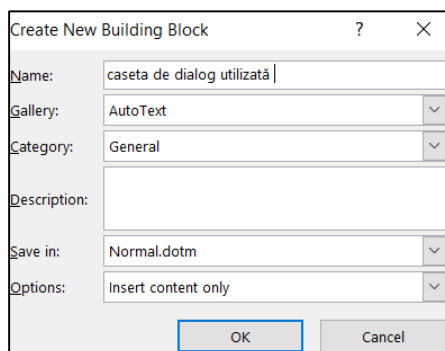 Create New Building Block ? ×
Name: caseta de dialog utilizată
Gallery: AutoText
Category: General
Description:
Save in: Normal.dotm
Options: Insert content only
OK Cancel